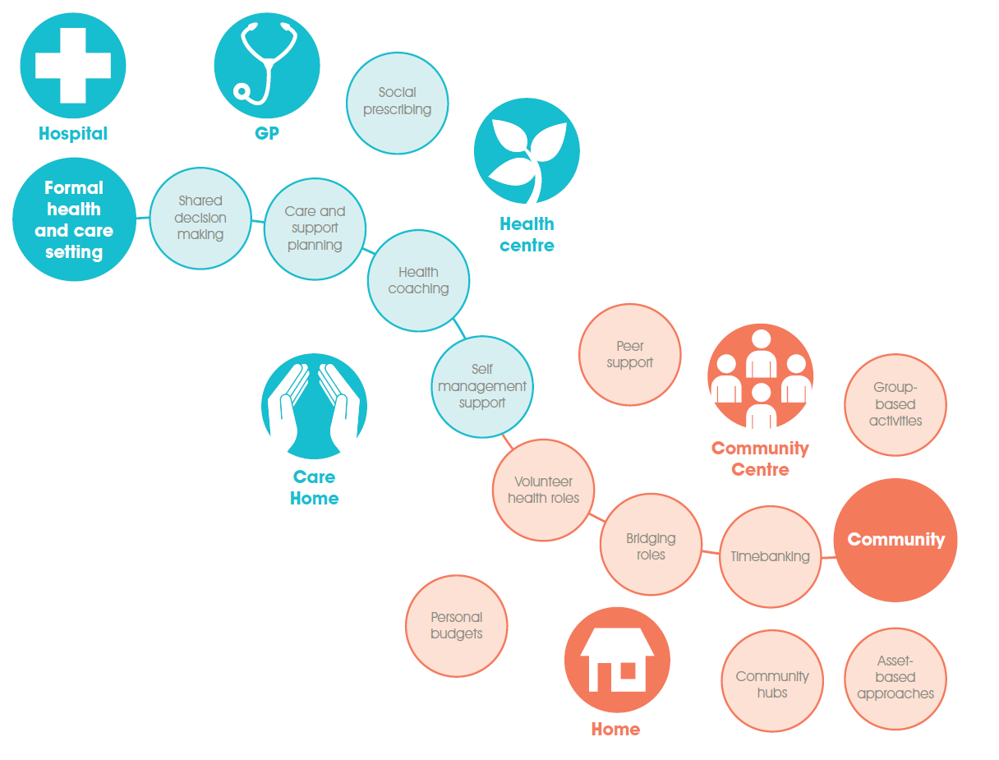 Hospital
GP
Social
prescribing
Health
centre
Formal
health
and care
setting
Shared
decision
making
Care and
support
planning
Health
coaching
Self
management
support
Care
Home
Peer
support
Community
Centre
Group-
based
activities
Volunteer
health roles
Bridging
roles
Timebanking
Community
Personal
budgets
Home
Community
hubs
Asset-
based
approaches